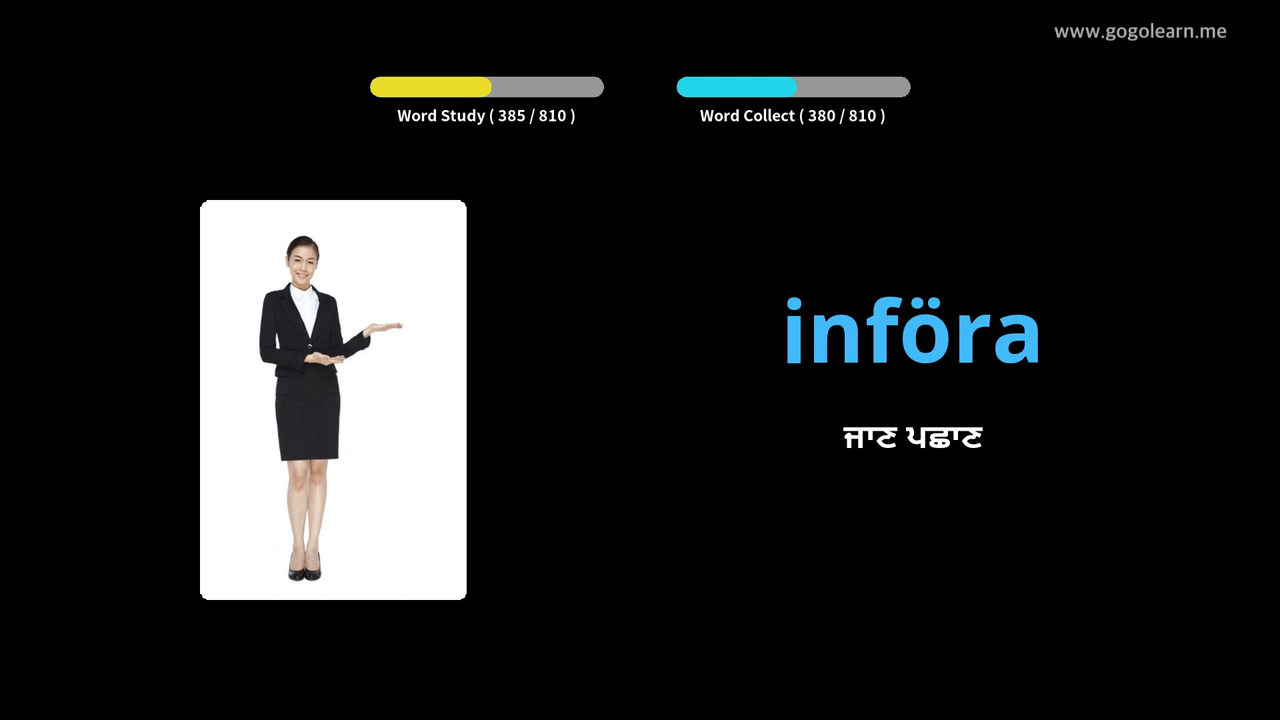 www.gogolearn.me
Word Study ( 385 / 810 )
Word Collect ( 380 / 810 )
införa
ਜਾਣ ਪਛਾਣ